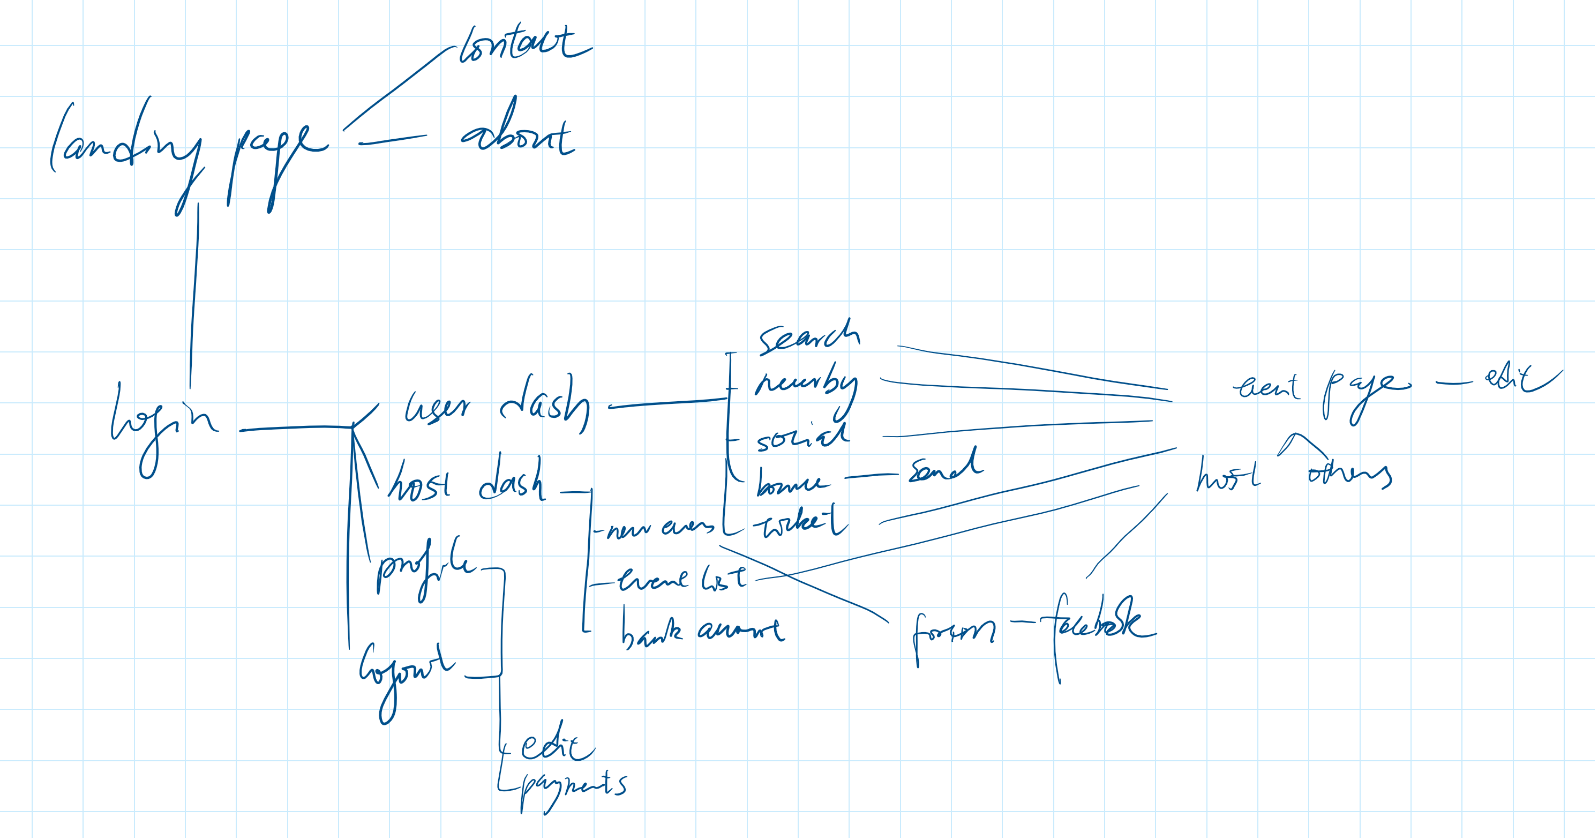 contact
landing page
about
search
nearby
event page
edit
user dash
login
social
send
host
others
host dash
ticket
new event
profile
event list
bank account
forum
facebook
logout
edit
payments